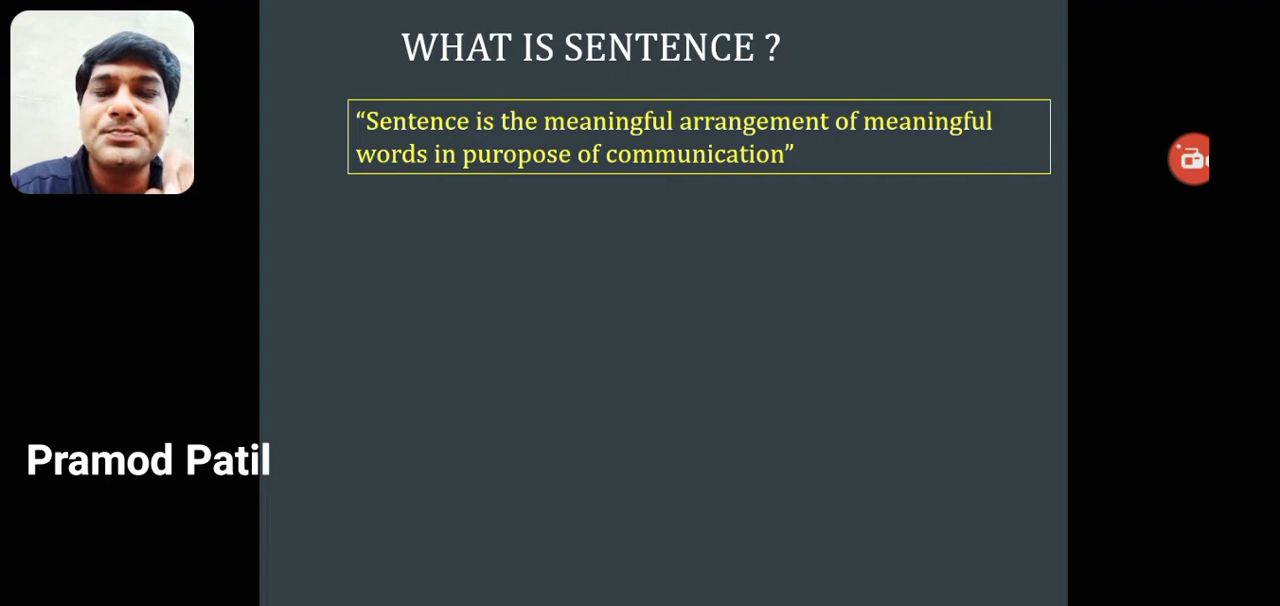 WHAT IS SENTENCE ?
“Sentence is the meaningful arrangement of meaningful
words in puropose of communication”
Pramod Patil